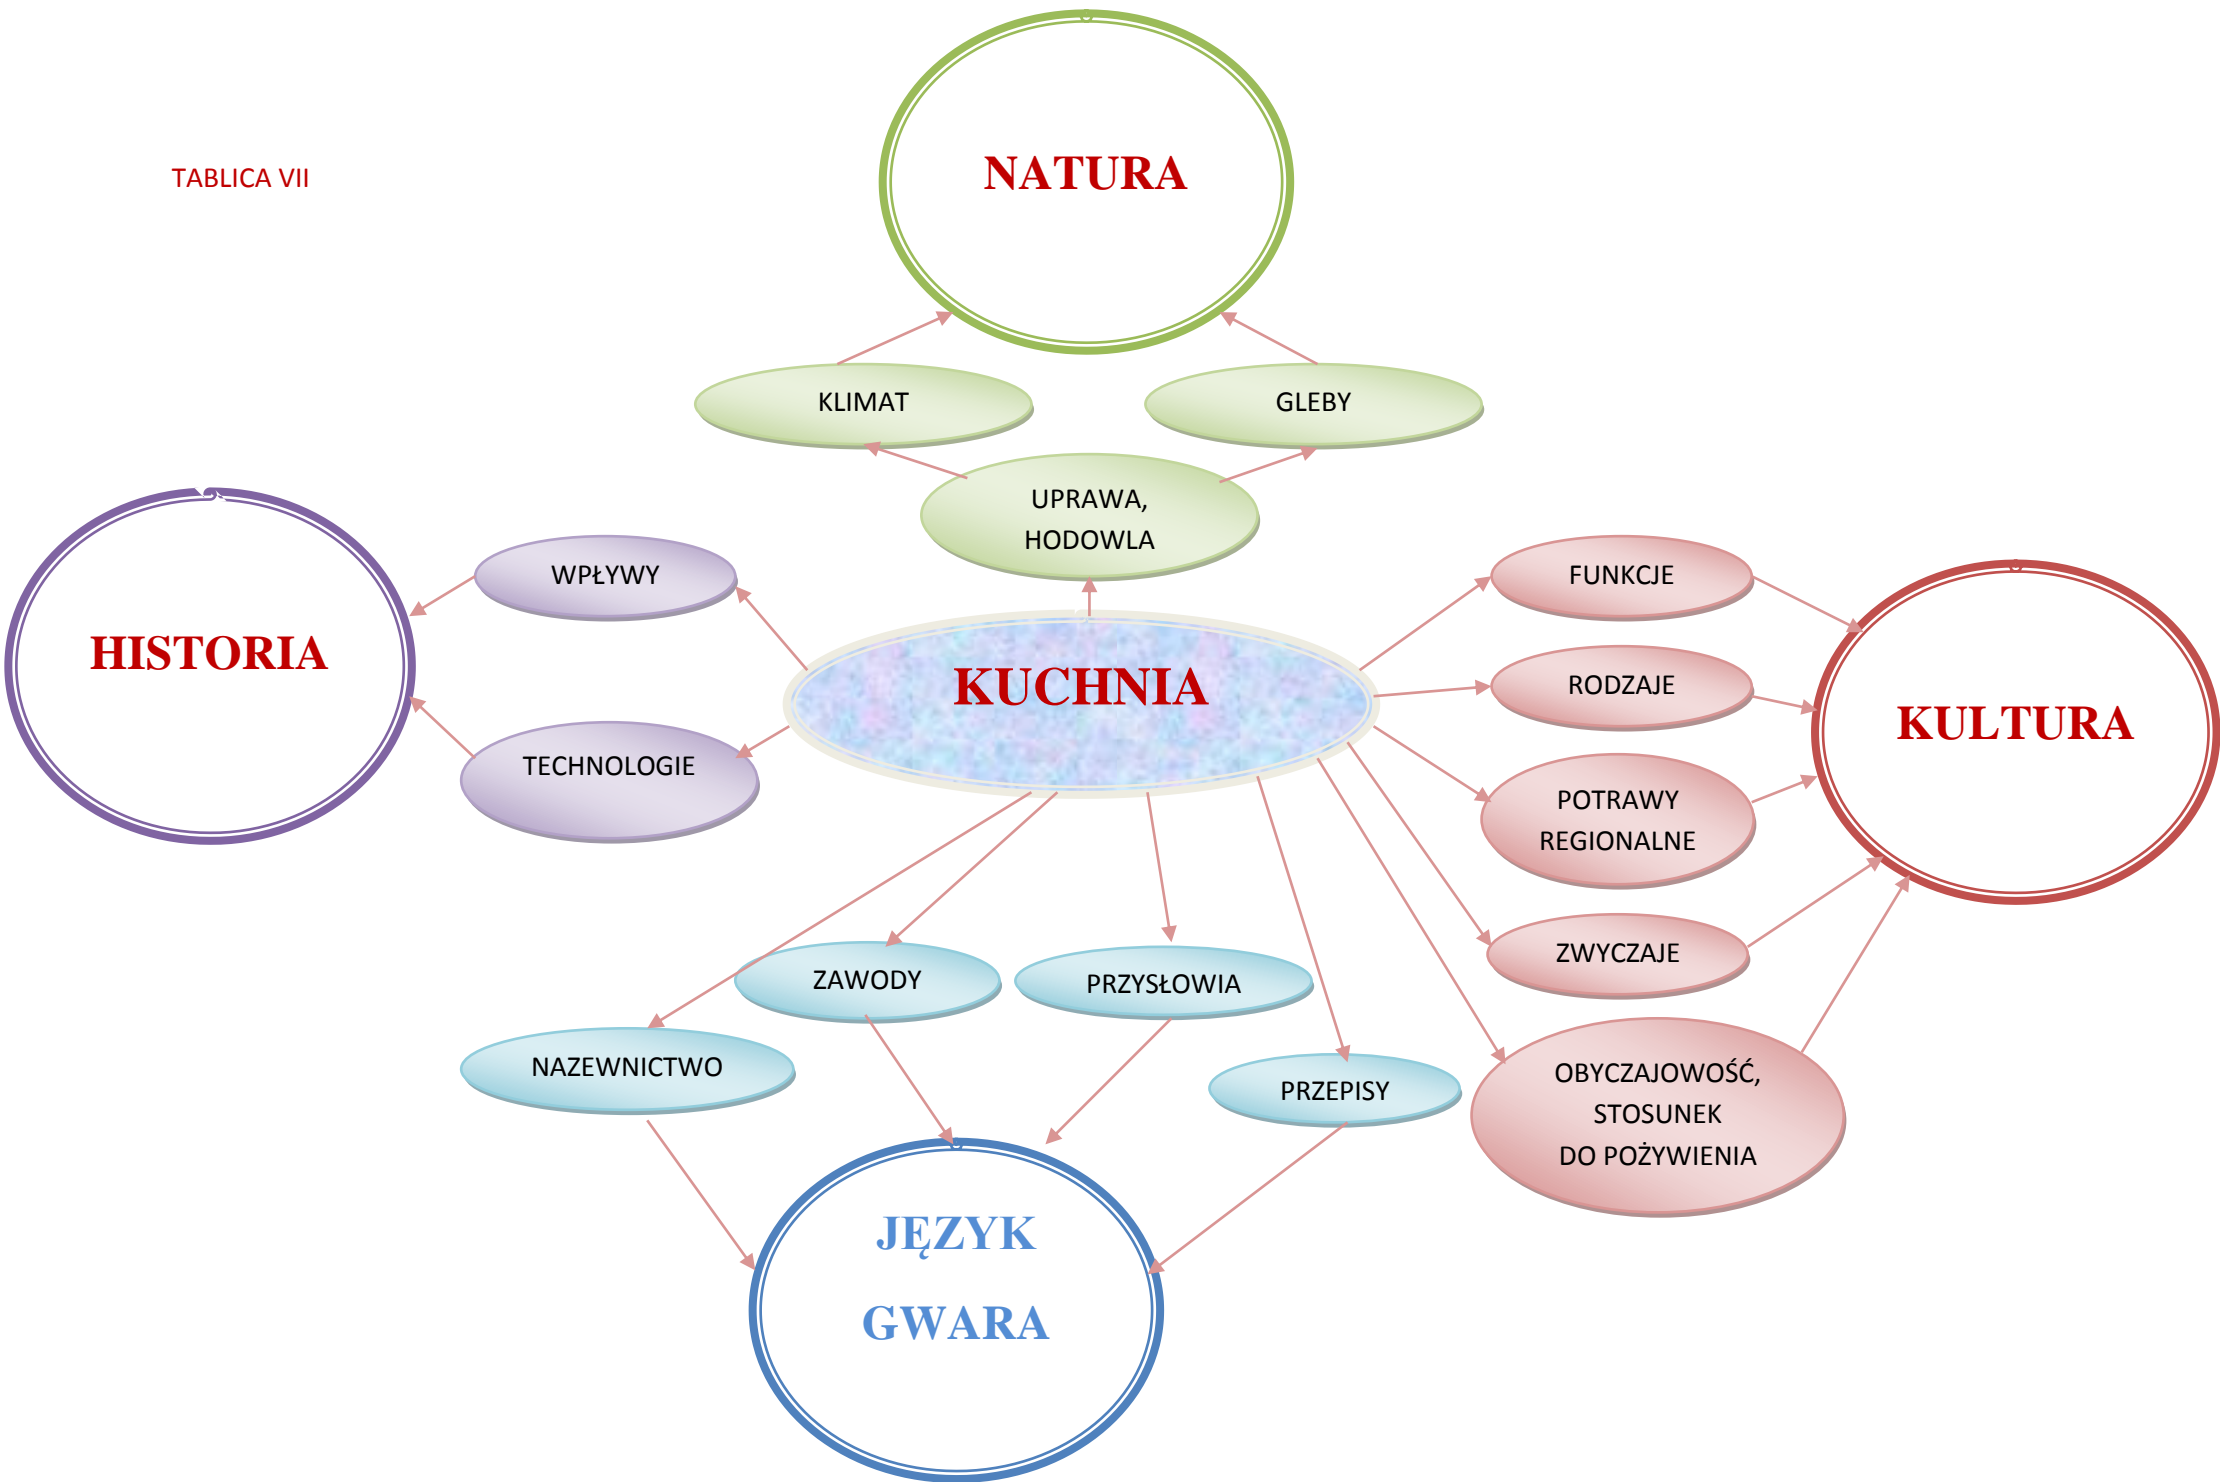 TABLICA VII
NATURA
KLIMAT
GLEBY
UPRAWA,
HODOWLA
HISTORIA
WPŁYWY
TECHNOLOGIE
KUCHNIA
FUNKCJE
RODZAJE
POTRAWY
REGIONALNE
ZWYCZAJE
OBYCZAJOWOŚĆ,
STOSUNEK
DO POŻYWIENIA
KULTURA
ZAWODY
PRZYSŁOWIA
NAZEWNICTWO
PRZEPISY
JĘZYK
GWARA